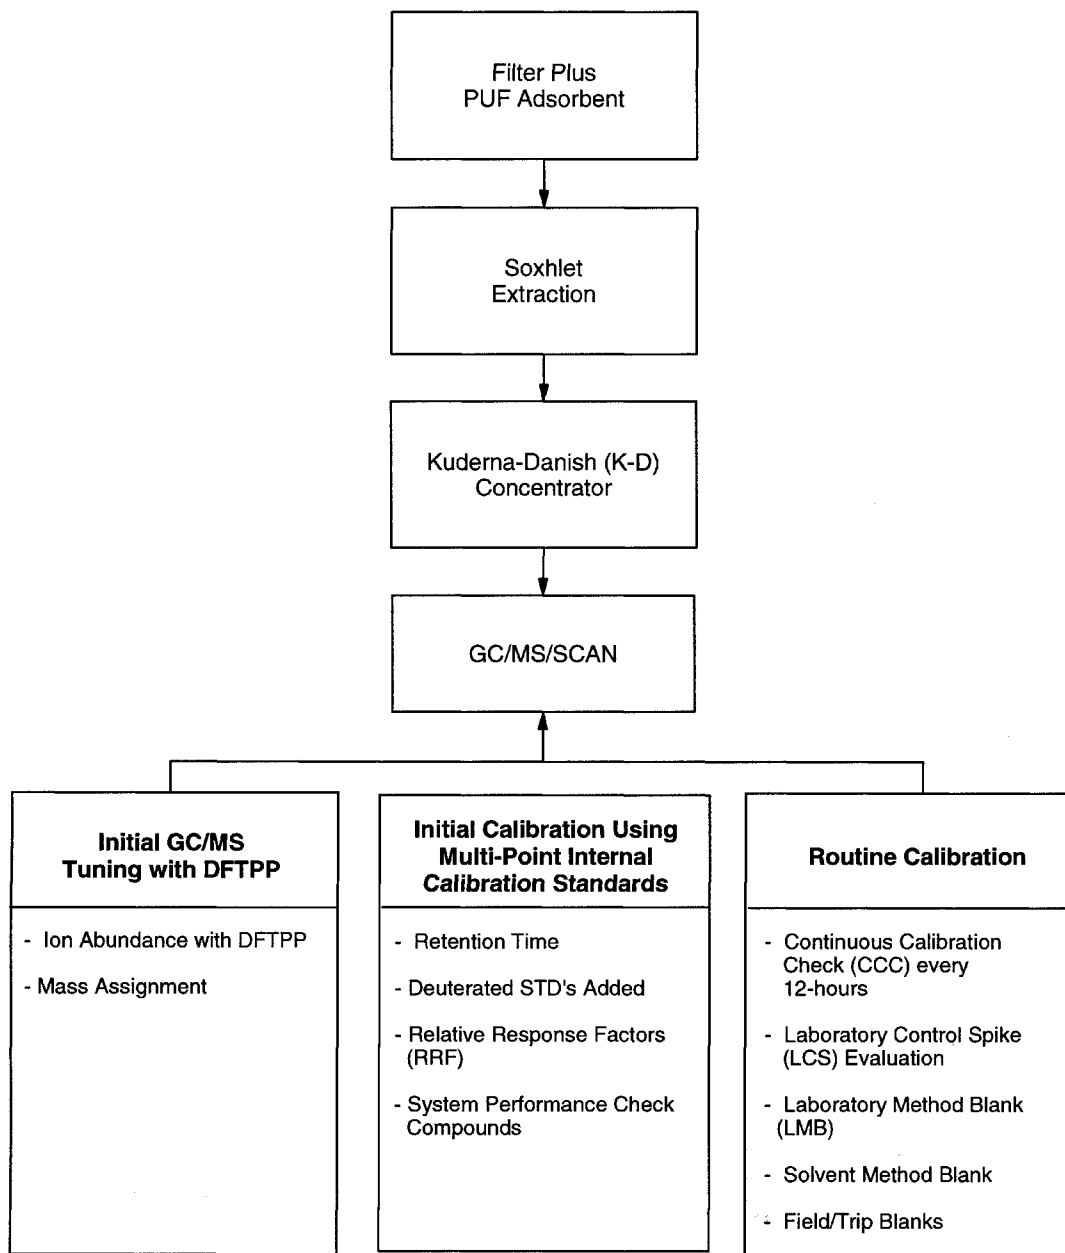 Filter Plus
PUF Adsorbent
Soxhlet
Extraction
Kuderna-Danish (K-D)
Concentrator
GC/MS/SCAN
Initial GC/MS
Tuning with DFTPP
- Ion Abundance with DFTPP
- Mass Assignment
Initial Calibration Using
Multi-Point Internal
Calibration Standards
- Retention Time
- Deuterated STD's Added
- Relative Response Factors
(RRF)
- System Performance Check
Compounds
Routine Calibration
- Continuous Calibration
Check (CCC) every
12-hours
- Laboratory Control Spike
(LCS) Evaluation
- Laboratory Method Blank
(LMB)
- Solvent Method Blank
- Field/Trip Blanks